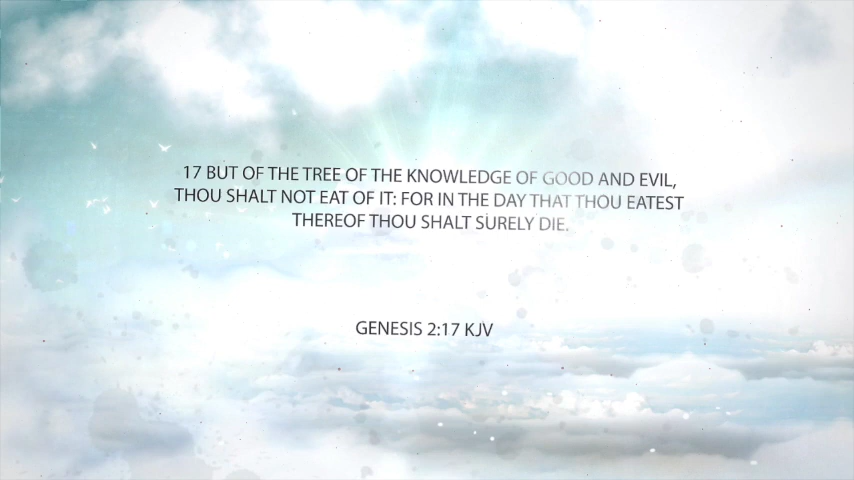 17 BUT OF THE TREE OF THE KNOWLEDGE OF GOOD AND EVIL,
THOU SHALT NOT EAT OF IT: FOR IN THE DAY THAT THOU EATEST
THEREOF THOU SHALT SURELY DIE.
GENESIS 2:17 KJV